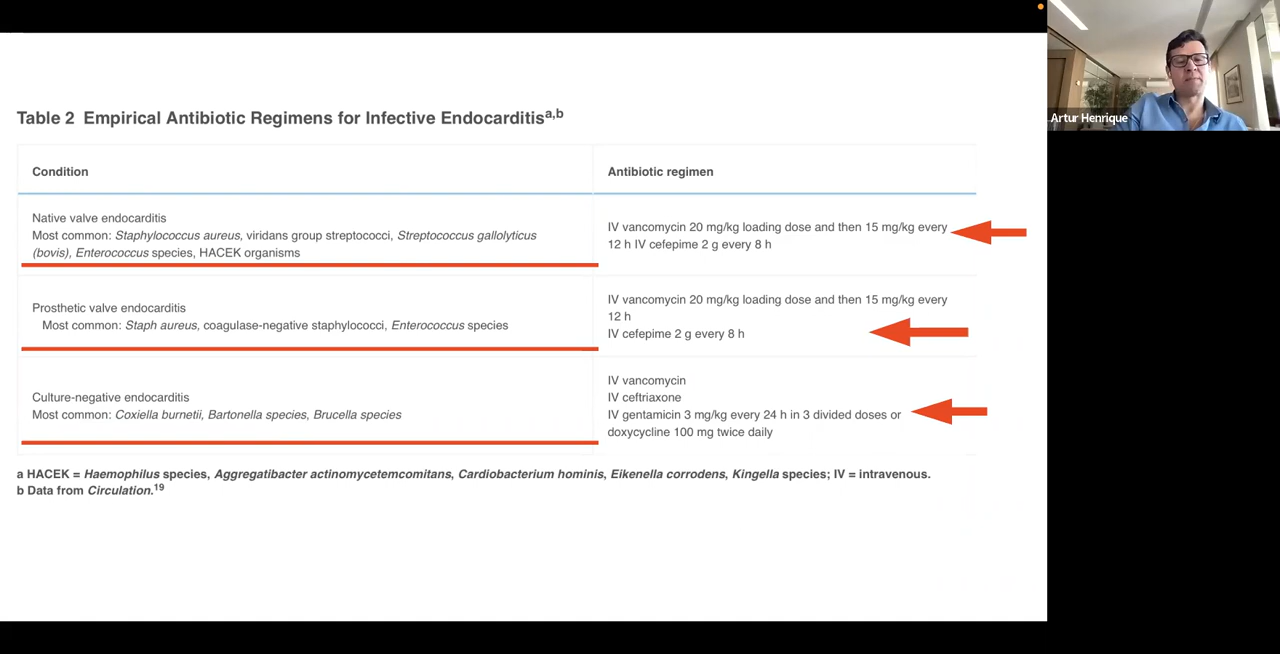 Artur Henrique
Table 2 Empirical Antibiotic Regimens for Infective Endocarditisa,b
Condition
Antibiotic regimen
Native valve endocarditis
Most common: Staphylococcus aureus, viridans group streptococci, Streptococcus gallolyticus
(bovis), Enterococcus species, HACEK organisms
IV vancomycin 20 mg/kg loading dose and then 15 mg/kg every
12 h IV cefepime 2 g every 8 h
Prosthetic valve endocarditis
Most common: Staph aureus, coagulase-negative staphylococci, Enterococcus species
IV vancomycin 20 mg/kg loading dose and then 15 mg/kg every
12 h
IV cefepime 2 g every 8 h
Culture-negative endocarditis
Most common: Coxiella burnetii, Bartonella species, Brucella species
IV vancomycin
IV ceftriaxone
IV gentamicin 3 mg/kg every 24 h in 3 divided doses or
doxycycline 100 mg twice daily
a HACEK = Haemophilus species, Aggregatibacter actinomycetemcomitans, Cardiobacterium hominis, Eikenella corrodens, Kingella species; IV = intravenous.
b Data from Circulation.19